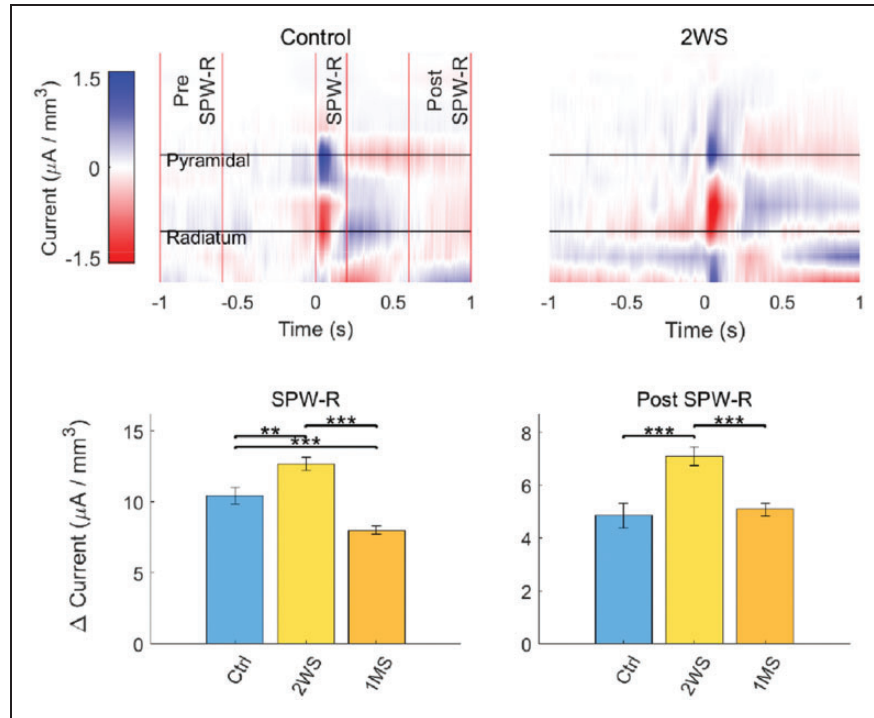 Control
2WS
Current (μA / mm³)
1.5
0
-1.5
Pre
SPW-R
SPW-R
Post
SPW-R
Pyramidal
Radiatum
-1 -0.5 0 0.5 1
Time (s)
-1 -0.5 0 0.5 1
Time (s)
SPW-R
Δ Current (μA / mm³)
15
10
5
0
**
***
***
Ctrl
2WS
1MS
Post SPW-R
8
6
4
2
0
***
***
Ctrl
2WS
1MS